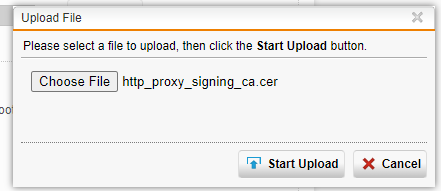 Upload File
Please select a file to upload, then click the Start Upload button.
Choose File http_proxy_signing_ca.cer
Start Upload Cancel